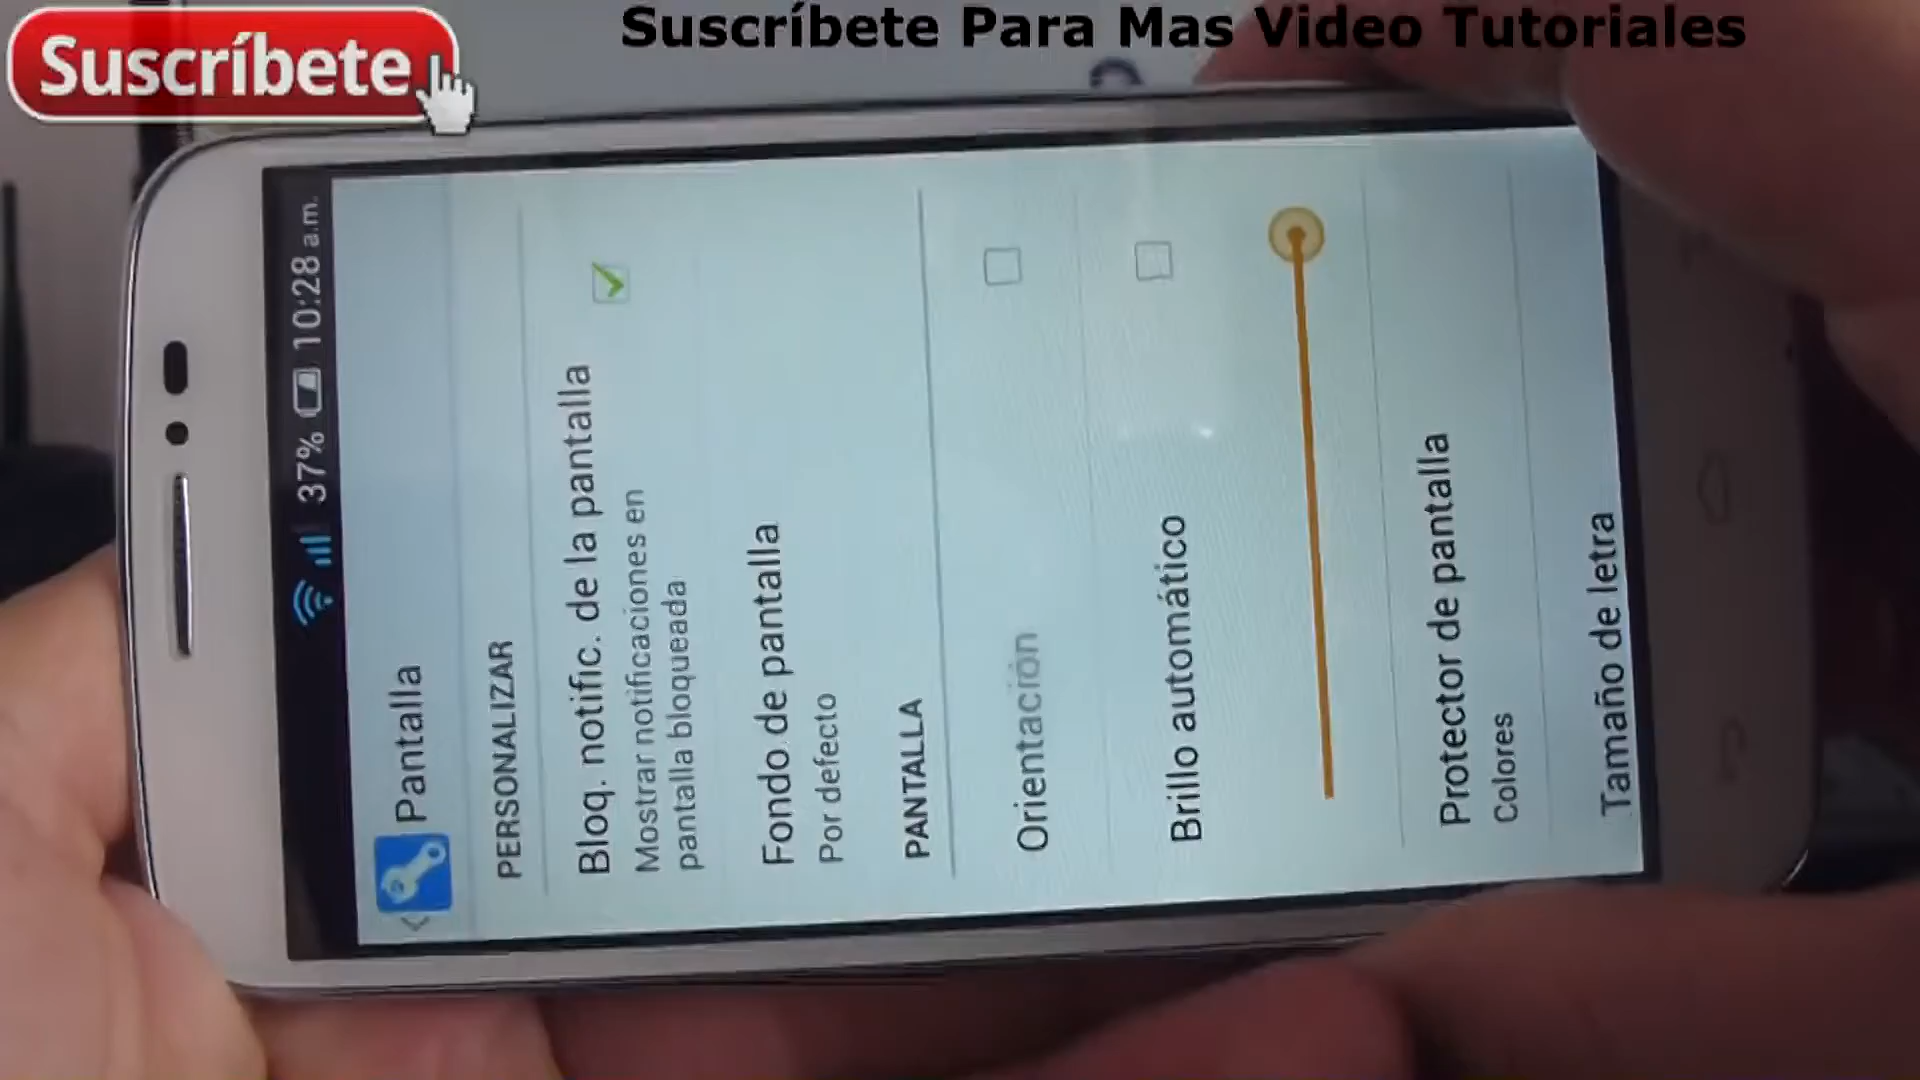 Suscríbete
Suscríbete Para Mas Video Tutoriales
37% 10:28 a.m.
Pantalla
PERSONALIZAR
Bloq. notific. de la pantalla
Mostrar notificaciones en
pantalla bloqueada
Fondo de pantalla
Por defecto
PANTALLA
Orientación
Brillo automático
Protector de pantalla
Colores
Tamaño de letra